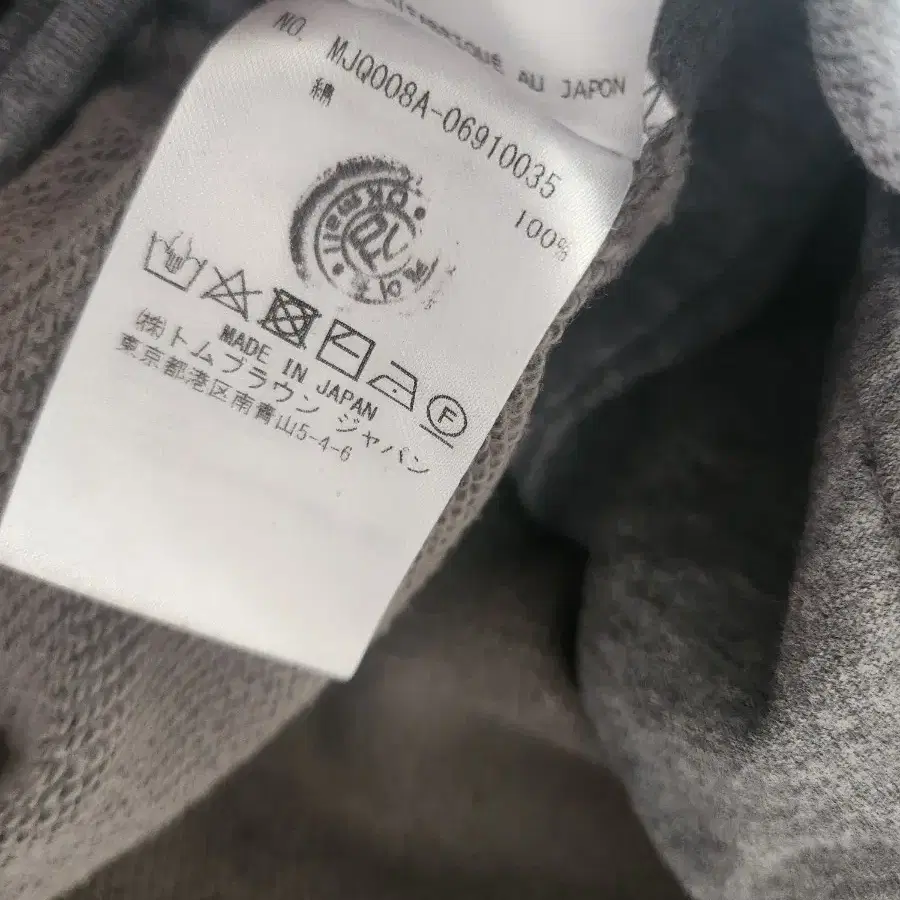 AU JAPON
NO. MJQ008A-06910035
綿 100%
MADE IN JAPAN
(株)トムブラウン ジャパン
東京都港区南青山5-4-6
F